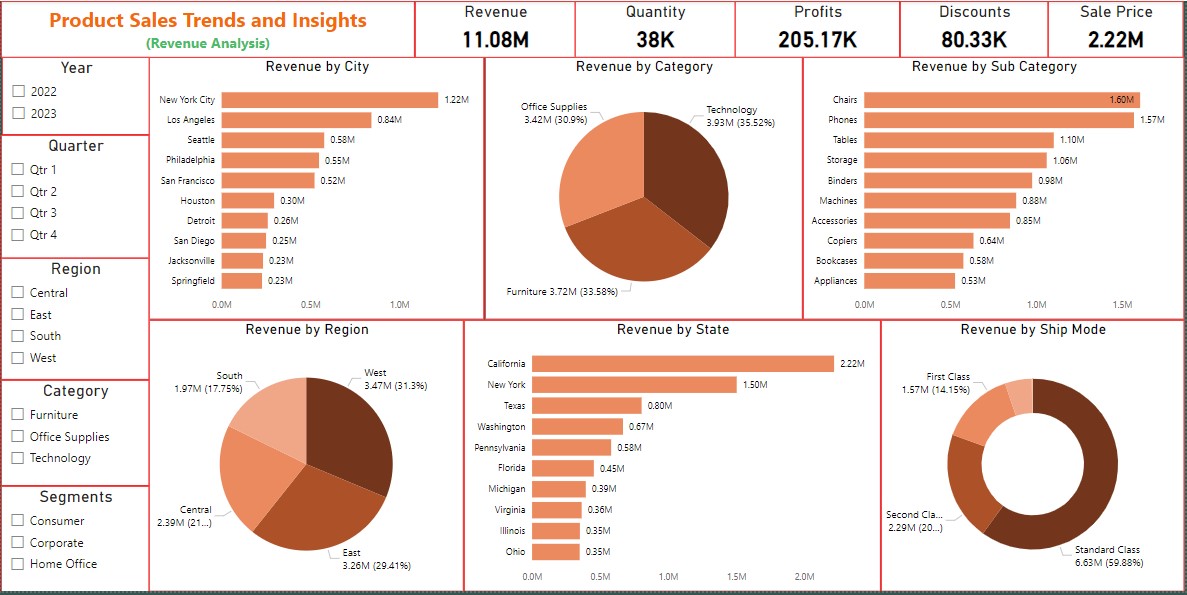 Product Sales Trends and Insights
(Revenue Analysis)
Revenue
11.08M
Quantity
38K
Profits
205.17K
Discounts
80.33K
Sale Price
2.22M
Year
2022
2023
Quarter
Qtr 1
Qtr 2
Qtr 3
Qtr 4
Region
Central
East
South
West
Category
Furniture
Office Supplies
Technology
Segments
Consumer
Corporate
Home Office
Revenue by City
New York City 1.22M
Los Angeles 0.84M
Seattle 0.58M
Philadelphia 0.55M
San Francisco 0.52M
Houston 0.30M
Detroit 0.26M
San Diego 0.25M
Jacksonville 0.23M
Springfield 0.23M
0.0M 0.5M 1.0M
Revenue by Category
Office Supplies
3.42M (30.9%)
Technology
3.93M (35.52%)
Furniture 3.72M (33.58%)
Revenue by Sub Category
Chairs 1.60M
Phones 1.57M
Tables 1.10M
Storage 1.06M
Binders 0.98M
Machines 0.88M
Accessories 0.85M
Copiers 0.64M
Bookcases 0.58M
Appliances 0.53M
0.0M 0.5M 1.0M 1.5M
Revenue by Region
South
1.97M (17.75%)
West
3.47M (31.3%)
Central
2.39M (21...)
East
3.26M (29.41%)
Revenue by State
California 2.22M
New York 1.50M
Texas 0.80M
Washington 0.67M
Pennsylvania 0.58M
Florida 0.45M
Michigan 0.39M
Virginia 0.36M
Illinois 0.35M
Ohio 0.35M
0.0M 0.5M 1.0M 1.5M 2.0M
Revenue by Ship Mode
First Class
1.57M (14.15%)
Second Cla...
2.29M (20...)
Standard Class
6.63M (59.88%)